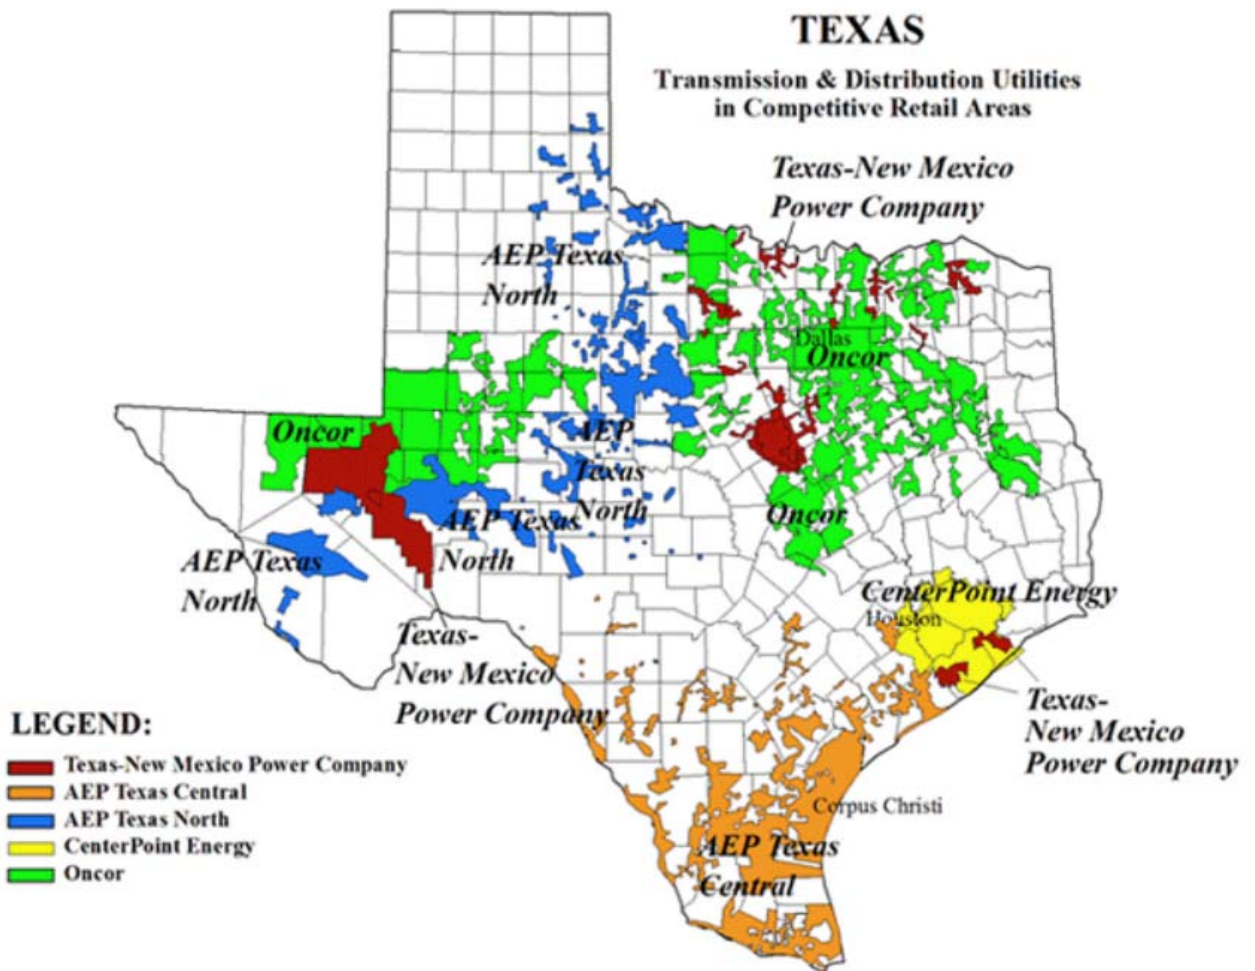 TEXAS
Transmission & Distribution Utilities
in Competitive Retail Areas
Texas-New Mexico
Power Company
AEP Texas
North
Dallas
Oncor
Oncor
AEP
Texas
North
Oncor
AEP Texas
North
AEP Texas
North
CenterPoint Energy
Houston
Texas-
New Mexico
Power Company
Texas-
New Mexico
Power Company
LEGEND:
Texas-New Mexico Power Company
AEP Texas Central
AEP Texas North
CenterPoint Energy
Oncor
Corpus Christi
AEP Texas
Central